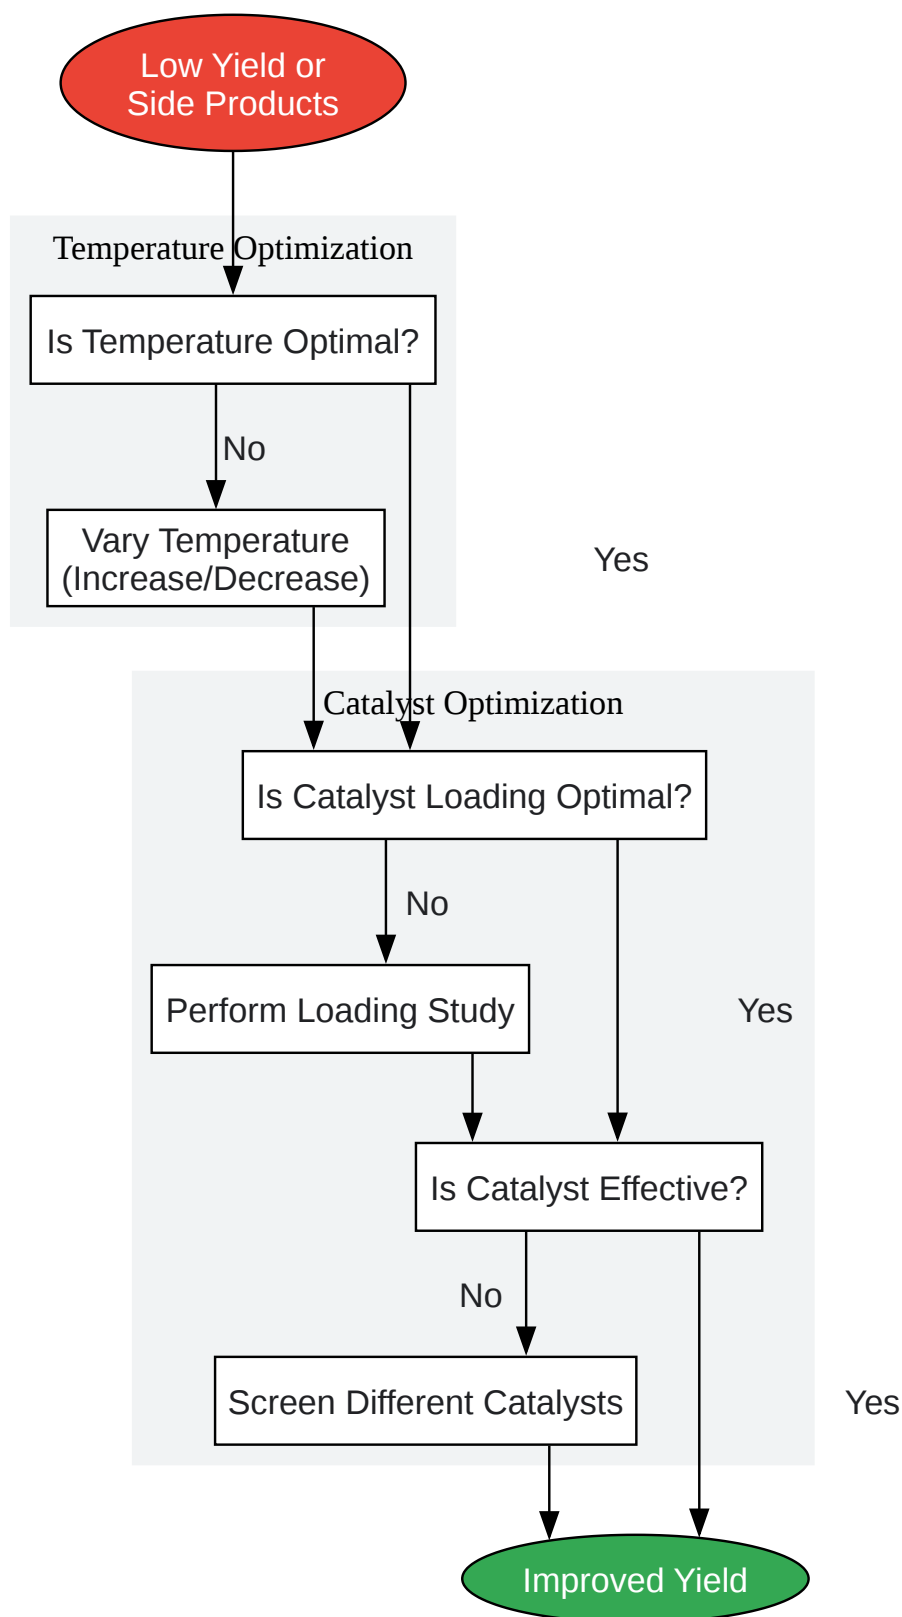 Low Yield or
Side Products
Temperature Optimization
Is Temperature Optimal?
No
Vary Temperature
(Increase/Decrease)
Yes
Catalyst Optimization
Is Catalyst Loading Optimal?
No
Perform Loading Study
Yes
Is Catalyst Effective?
No
Screen Different Catalysts
Yes
Improved Yield